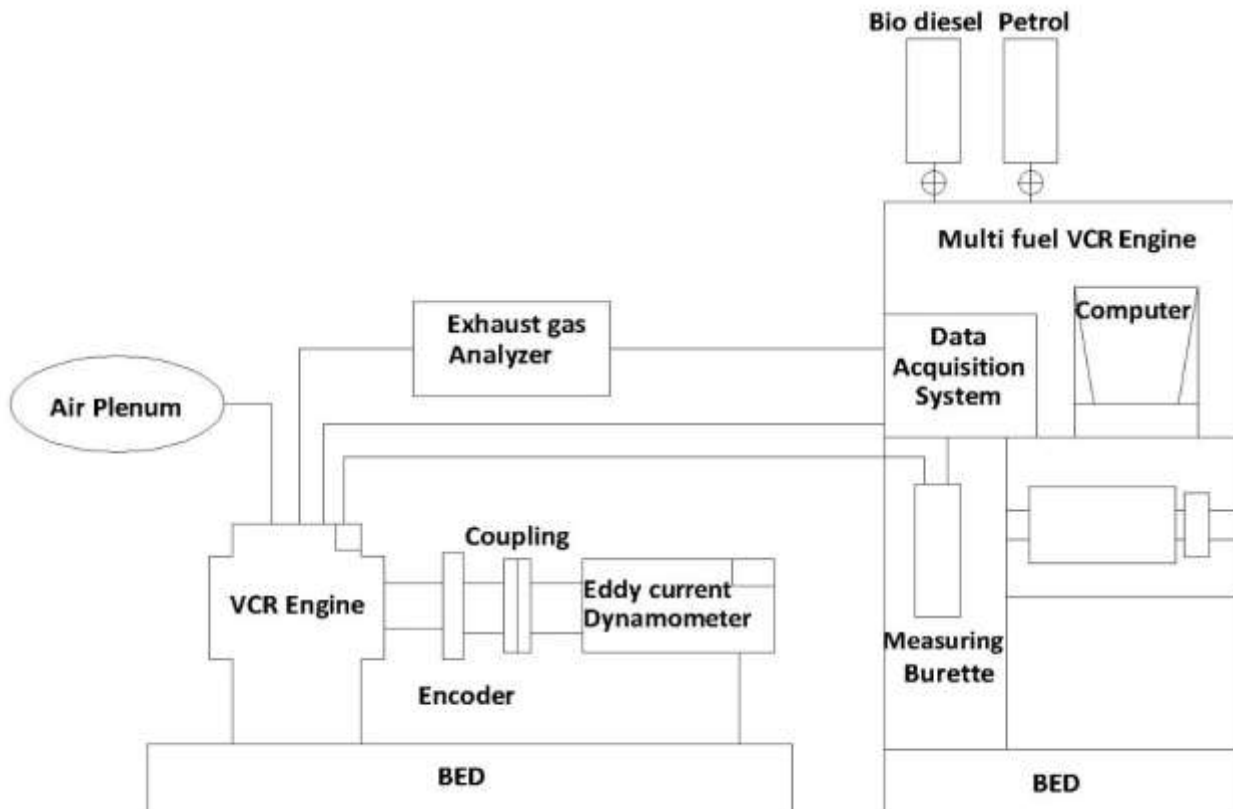 Bio diesel
Petrol
Multi fuel VCR Engine
Computer
Exhaust gas
Analyzer
Data
Acquisition
System
Air Plenum
Coupling
VCR Engine
Eddy current
Dynamometer
Encoder
Measuring
Burette
BED
BED